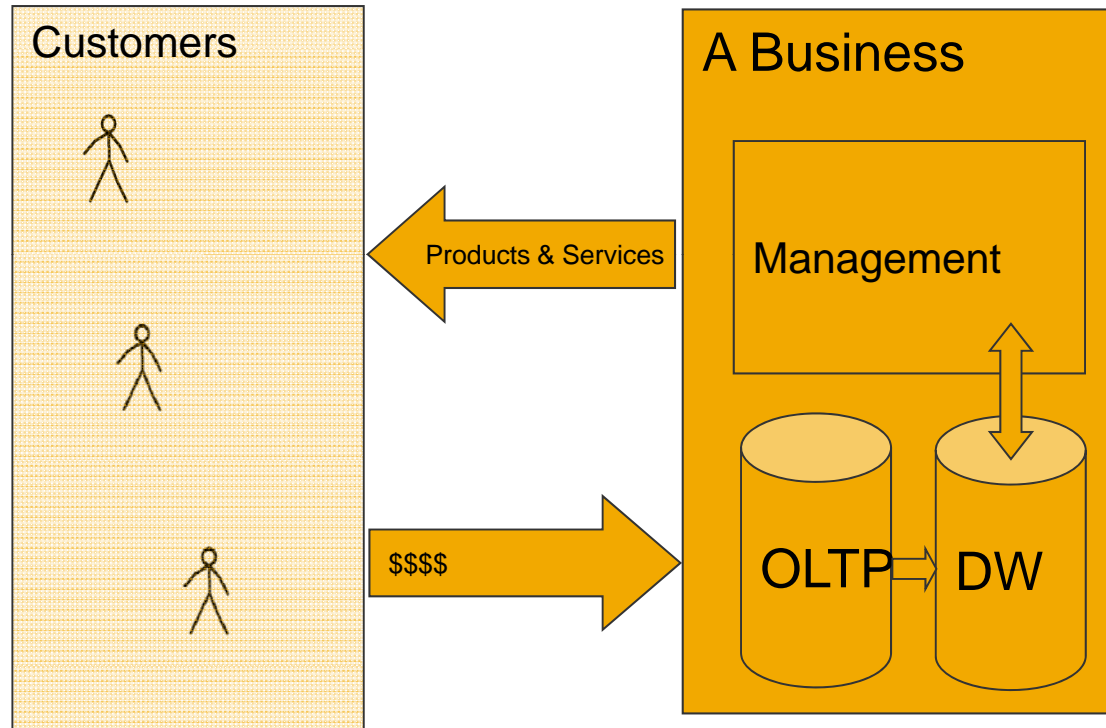 Customers
A Business
Products & Services
Management
$$$$
OLTP
DW